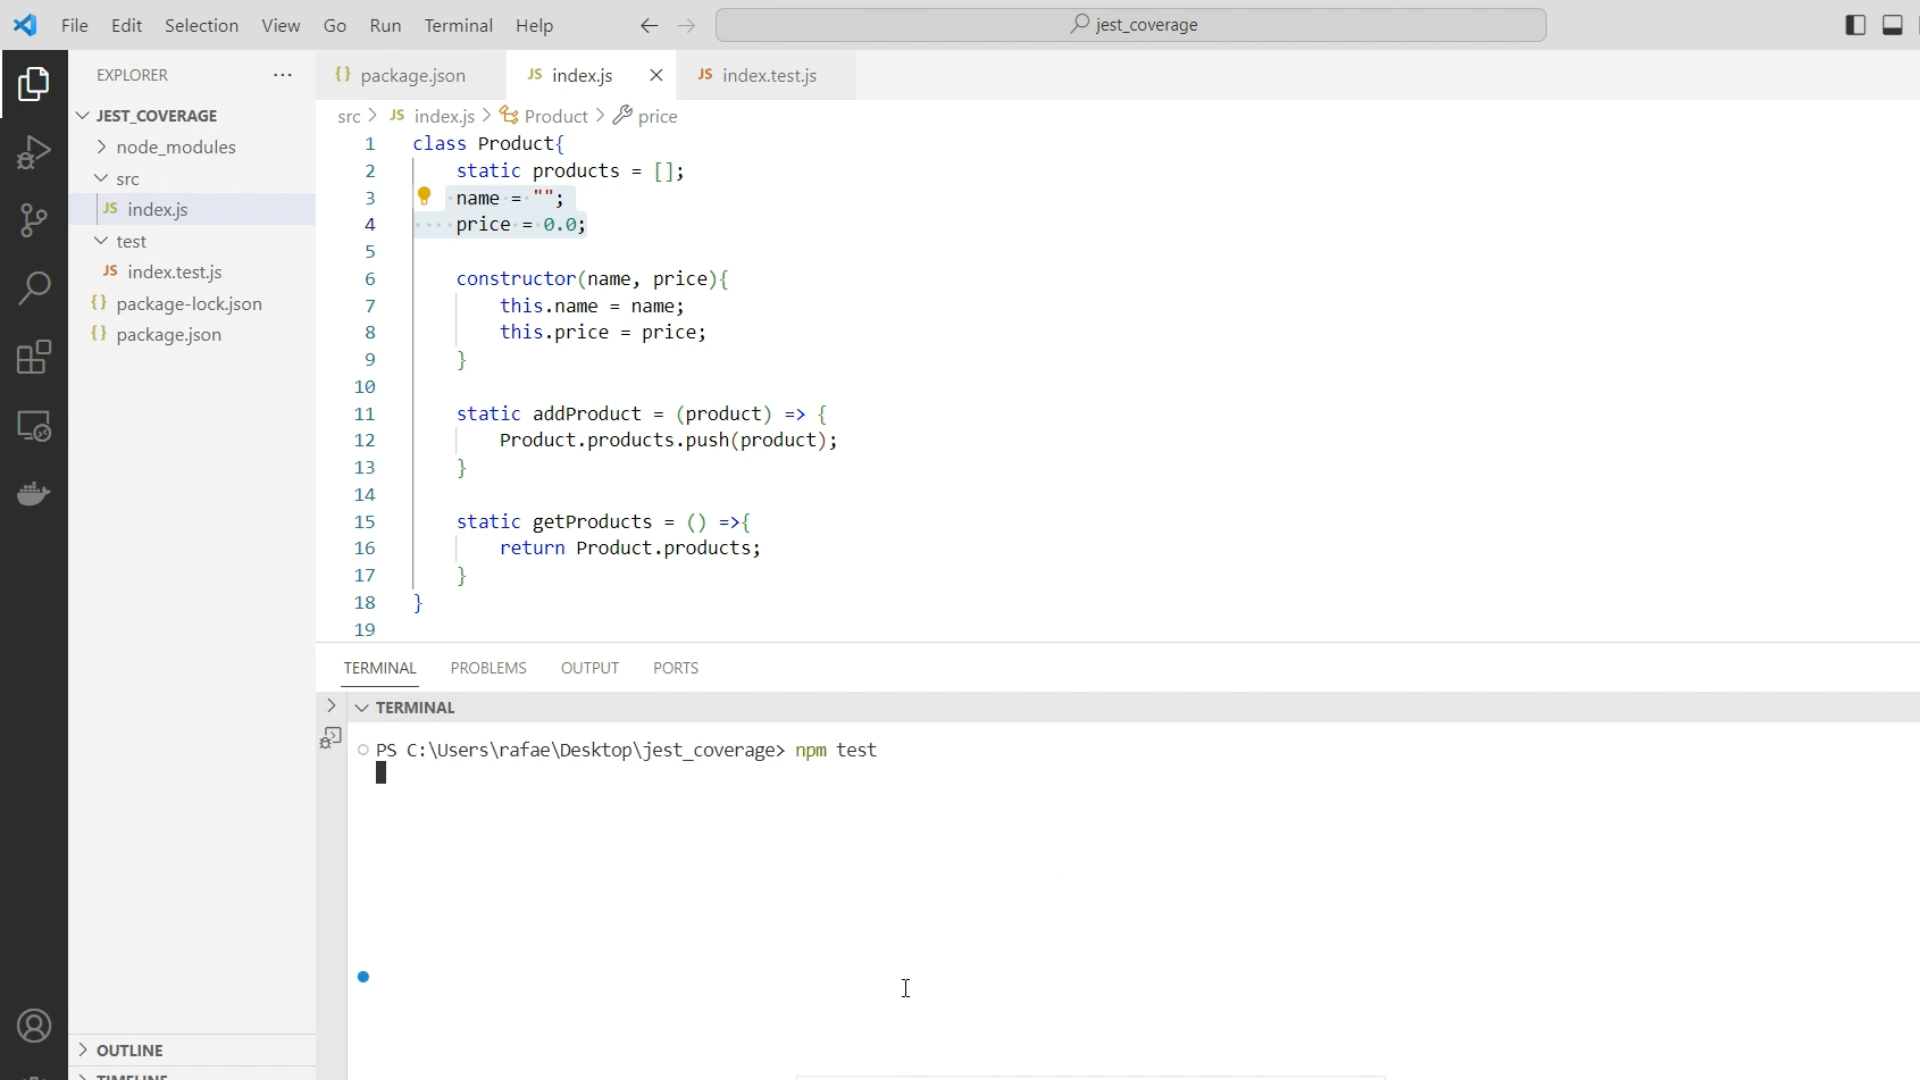 File Edit Selection View Go Run Terminal Help
jest_coverage
EXPLORER
JEST_COVERAGE
node_modules
src
JS index.js
test
JS index.test.js
{} package-lock.json
{} package.json
OUTLINE
TIMELINE
{} package.json
JS index.js
JS index.test.js
src > JS index.js > Product > price
1 class Product{
2 static products = [];
3 name = "";
4 price = 0.0;
5
6 constructor(name, price){
7 this.name = name;
8 this.price = price;
9 }
10
11 static addProduct = (product) => {
12 Product.products.push(product);
13 }
14
15 static getProducts = () =>{
16 return Product.products;
17 }
18 }
19
TERMINAL PROBLEMS OUTPUT PORTS
TERMINAL
PS C:\Users\rafae\Desktop\jest_coverage> npm test